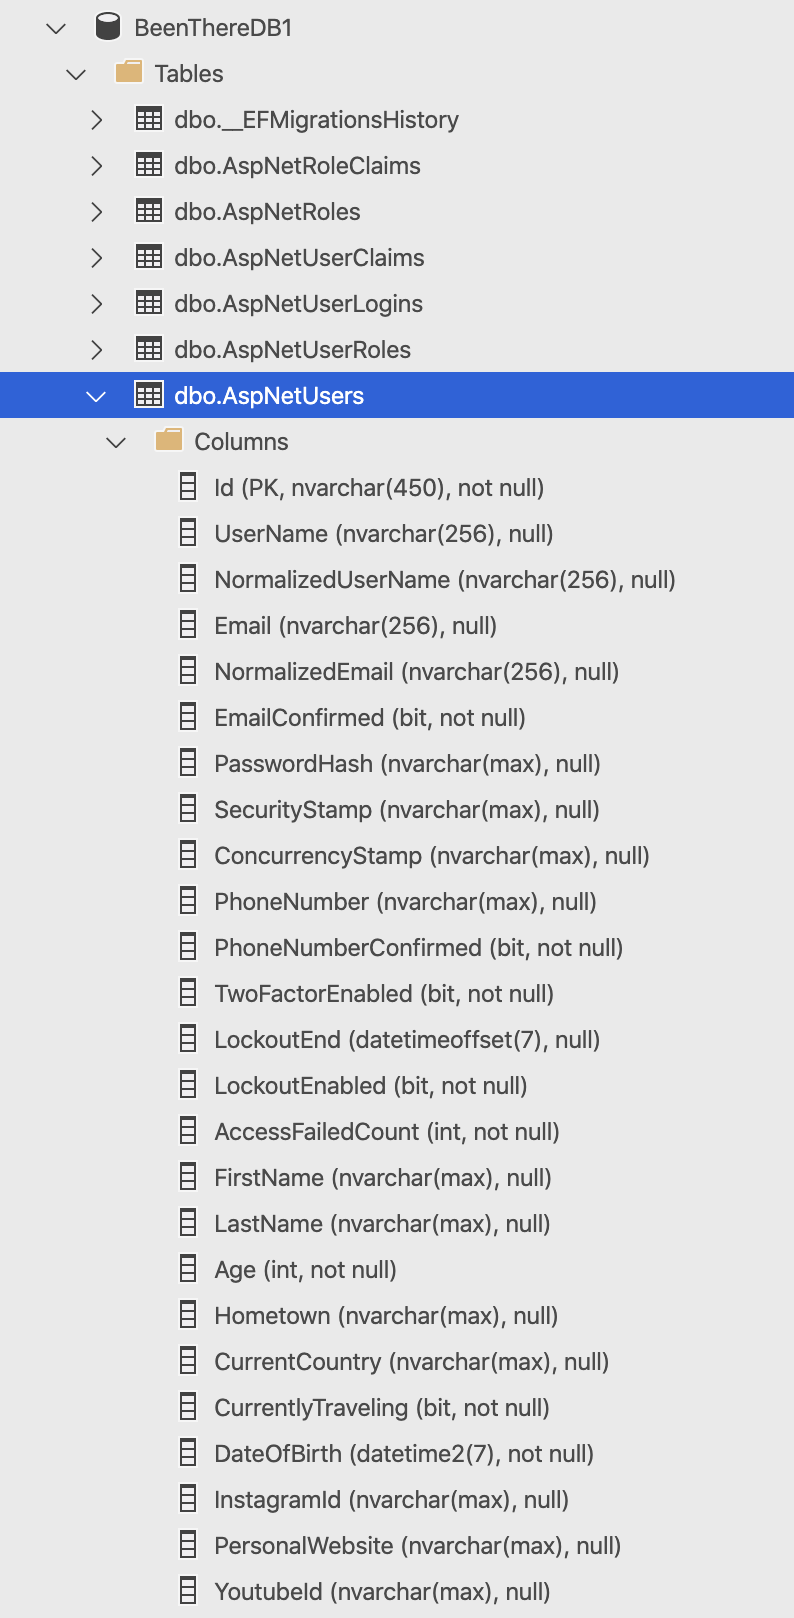 BeenThereDB1
Tables
dbo.__EFMigrationsHistory
dbo.AspNetRoleClaims
dbo.AspNetRoles
dbo.AspNetUserClaims
dbo.AspNetUserLogins
dbo.AspNetUserRoles
dbo.AspNetUsers
Columns
Id (PK, nvarchar(450), not null)
UserName (nvarchar(256), null)
NormalizedUserName (nvarchar(256), null)
Email (nvarchar(256), null)
NormalizedEmail (nvarchar(256), null)
EmailConfirmed (bit, not null)
PasswordHash (nvarchar(max), null)
SecurityStamp (nvarchar(max), null)
ConcurrencyStamp (nvarchar(max), null)
PhoneNumber (nvarchar(max), null)
PhoneNumberConfirmed (bit, not null)
TwoFactorEnabled (bit, not null)
LockoutEnd (datetimeoffset(7), null)
LockoutEnabled (bit, not null)
AccessFailedCount (int, not null)
FirstName (nvarchar(max), null)
LastName (nvarchar(max), null)
Age (int, not null)
Hometown (nvarchar(max), null)
CurrentCountry (nvarchar(max), null)
CurrentlyTraveling (bit, not null)
DateOfBirth (datetime2(7), not null)
InstagramId (nvarchar(max), null)
PersonalWebsite (nvarchar(max), null)
YoutubeId (nvarchar(max), null)